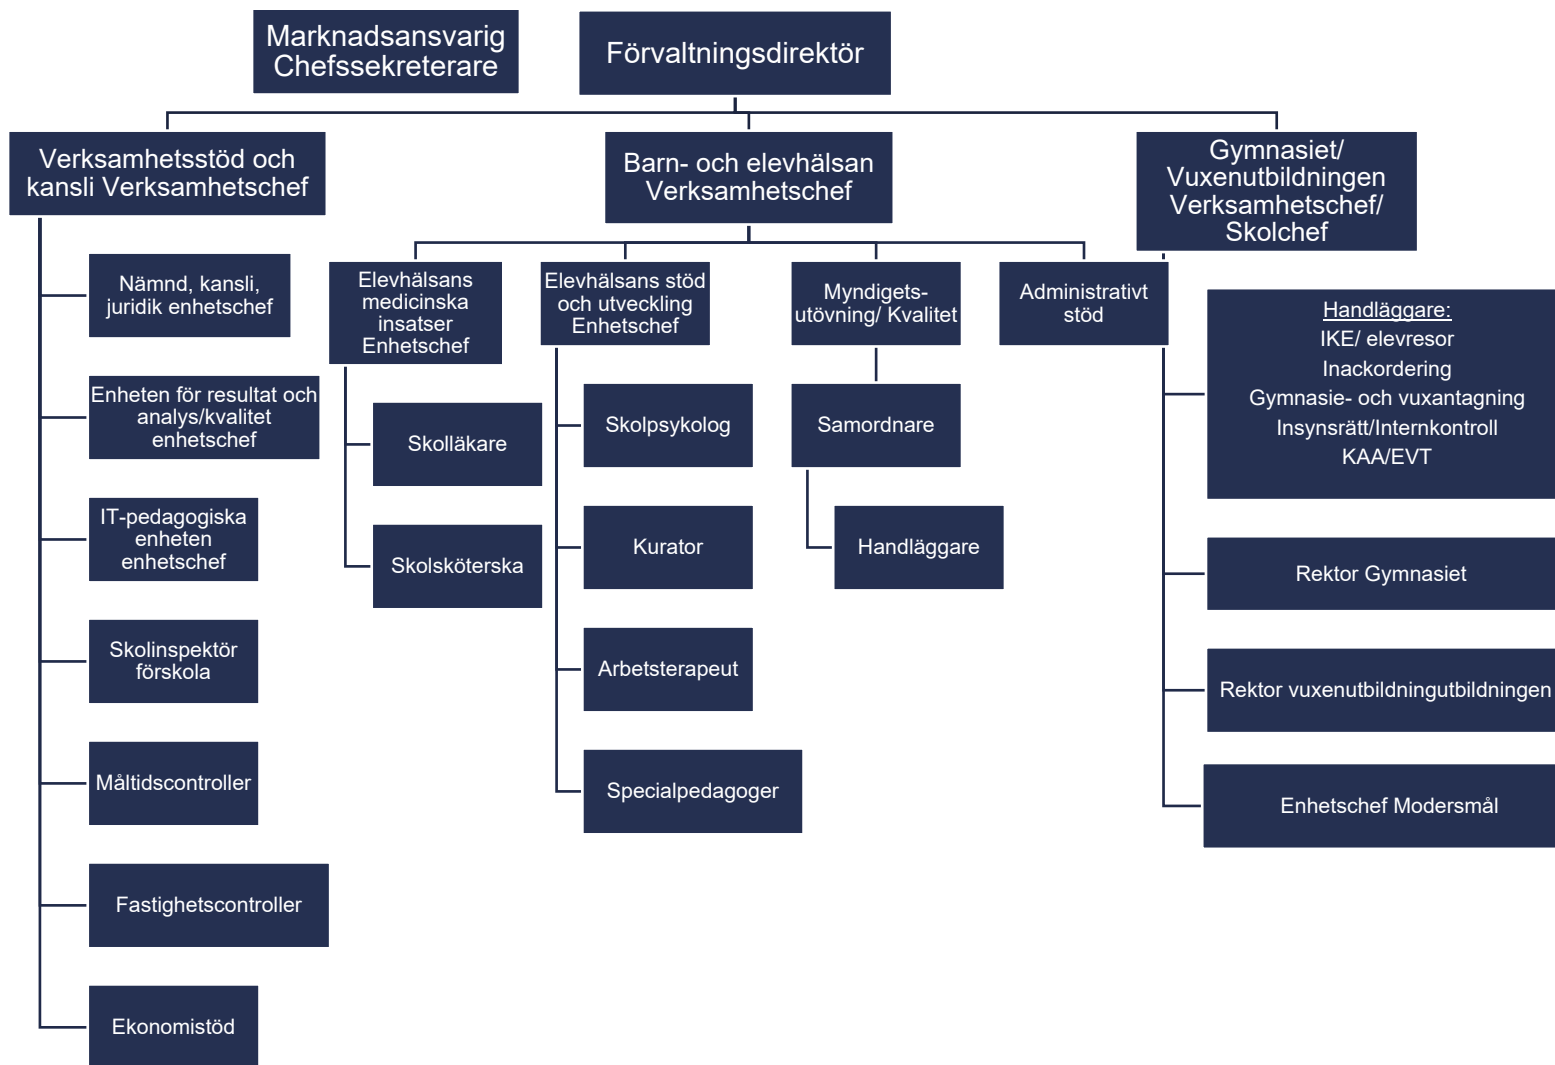 Marknadsansvarig
Chefssekreterare
Förvaltningsdirektör
Verksamhetsstöd och
kansli Verksamhetschef
Barn- och elevhälsan
Verksamhetschef
Gymnasiet/
Vuxenutbildningen
Verksamhetschef/
Skolchef
Nämnd, kansli,
juridik enhetschef
Enheten för resultat och
analys/kvalitet
enhetschef
IT-pedagogiska
enheten
enhetschef
Skolinspektör
förskola
Måltidscontroller
Fastighetscontroller
Ekonomistöd
Elevhälsans
medicinska
insatser
Enhetschef
Skolläkare
Skolsköterska
Elevhälsans stöd
och utveckling
Enhetschef
Skolpsykolog
Kurator
Arbetsterapeut
Specialpedagoger
Myndigets-
utövning/ Kvalitet
Samordnare
Handläggare
Administrativt
stöd
Handläggare:
IKE/ elevresor
Inackordering
Gymnasie- och vuxantagning
Insynsrätt/Internkontroll
KAA/EVT
Rektor Gymnasiet
Rektor vuxenutbildningutbildningen
Enhetschef Modersmål